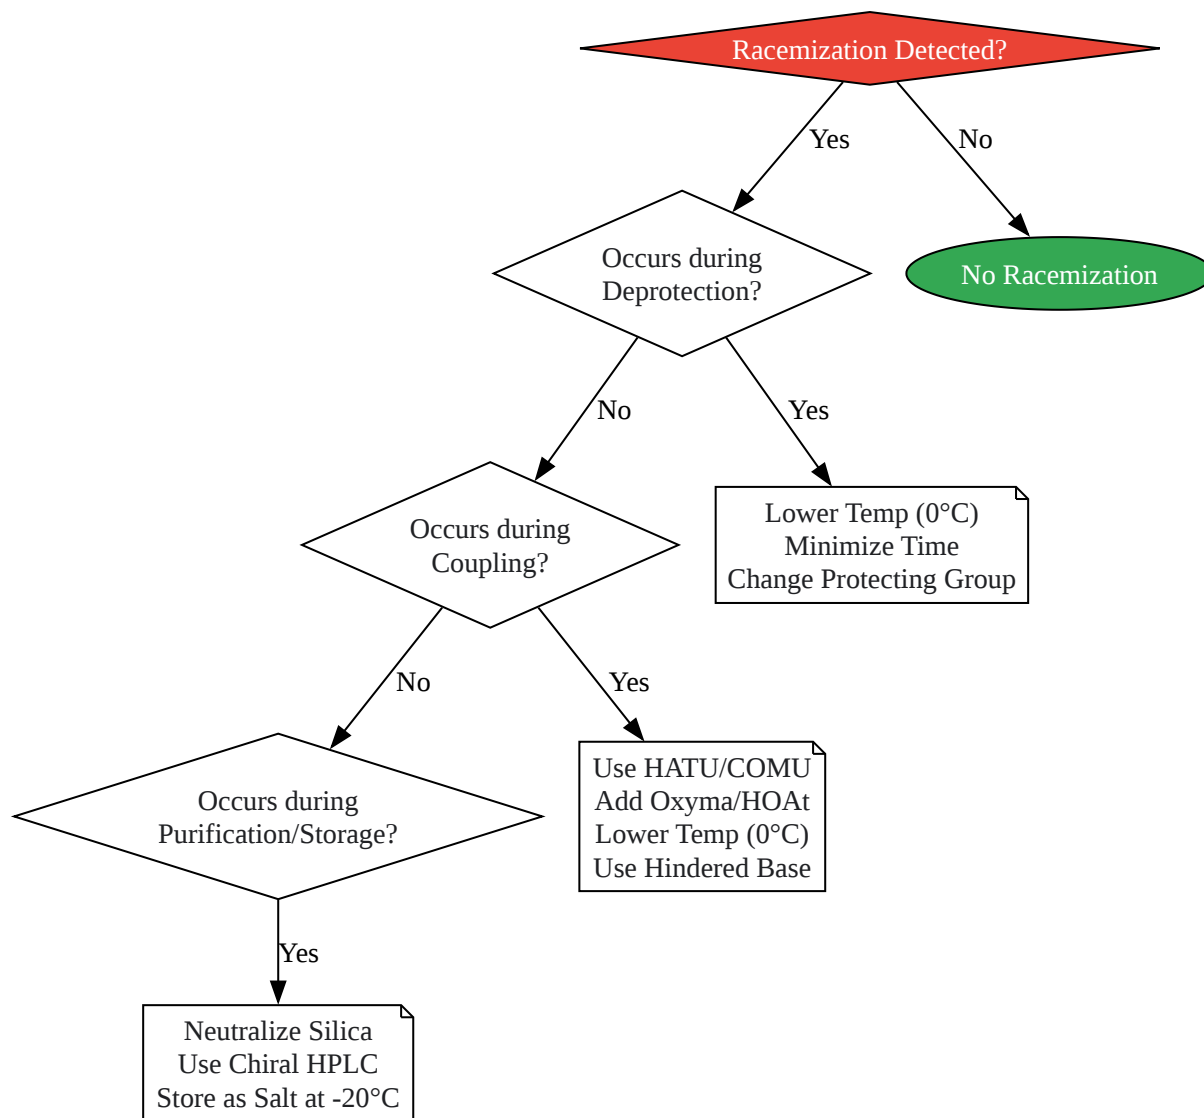 Racemization Detected?
Yes
No
Occurs during
Deprotection?
No Racemization
No
Yes
Occurs during
Coupling?
Lower Temp (0°C)
Minimize Time
Change Protecting Group
No
Yes
Occurs during
Purification/Storage?
Use HATU/COMU
Add Oxyma/HOAt
Lower Temp (0°C)
Use Hindered Base
Yes
Neutralize Silica
Use Chiral HPLC
Store as Salt at -20°C